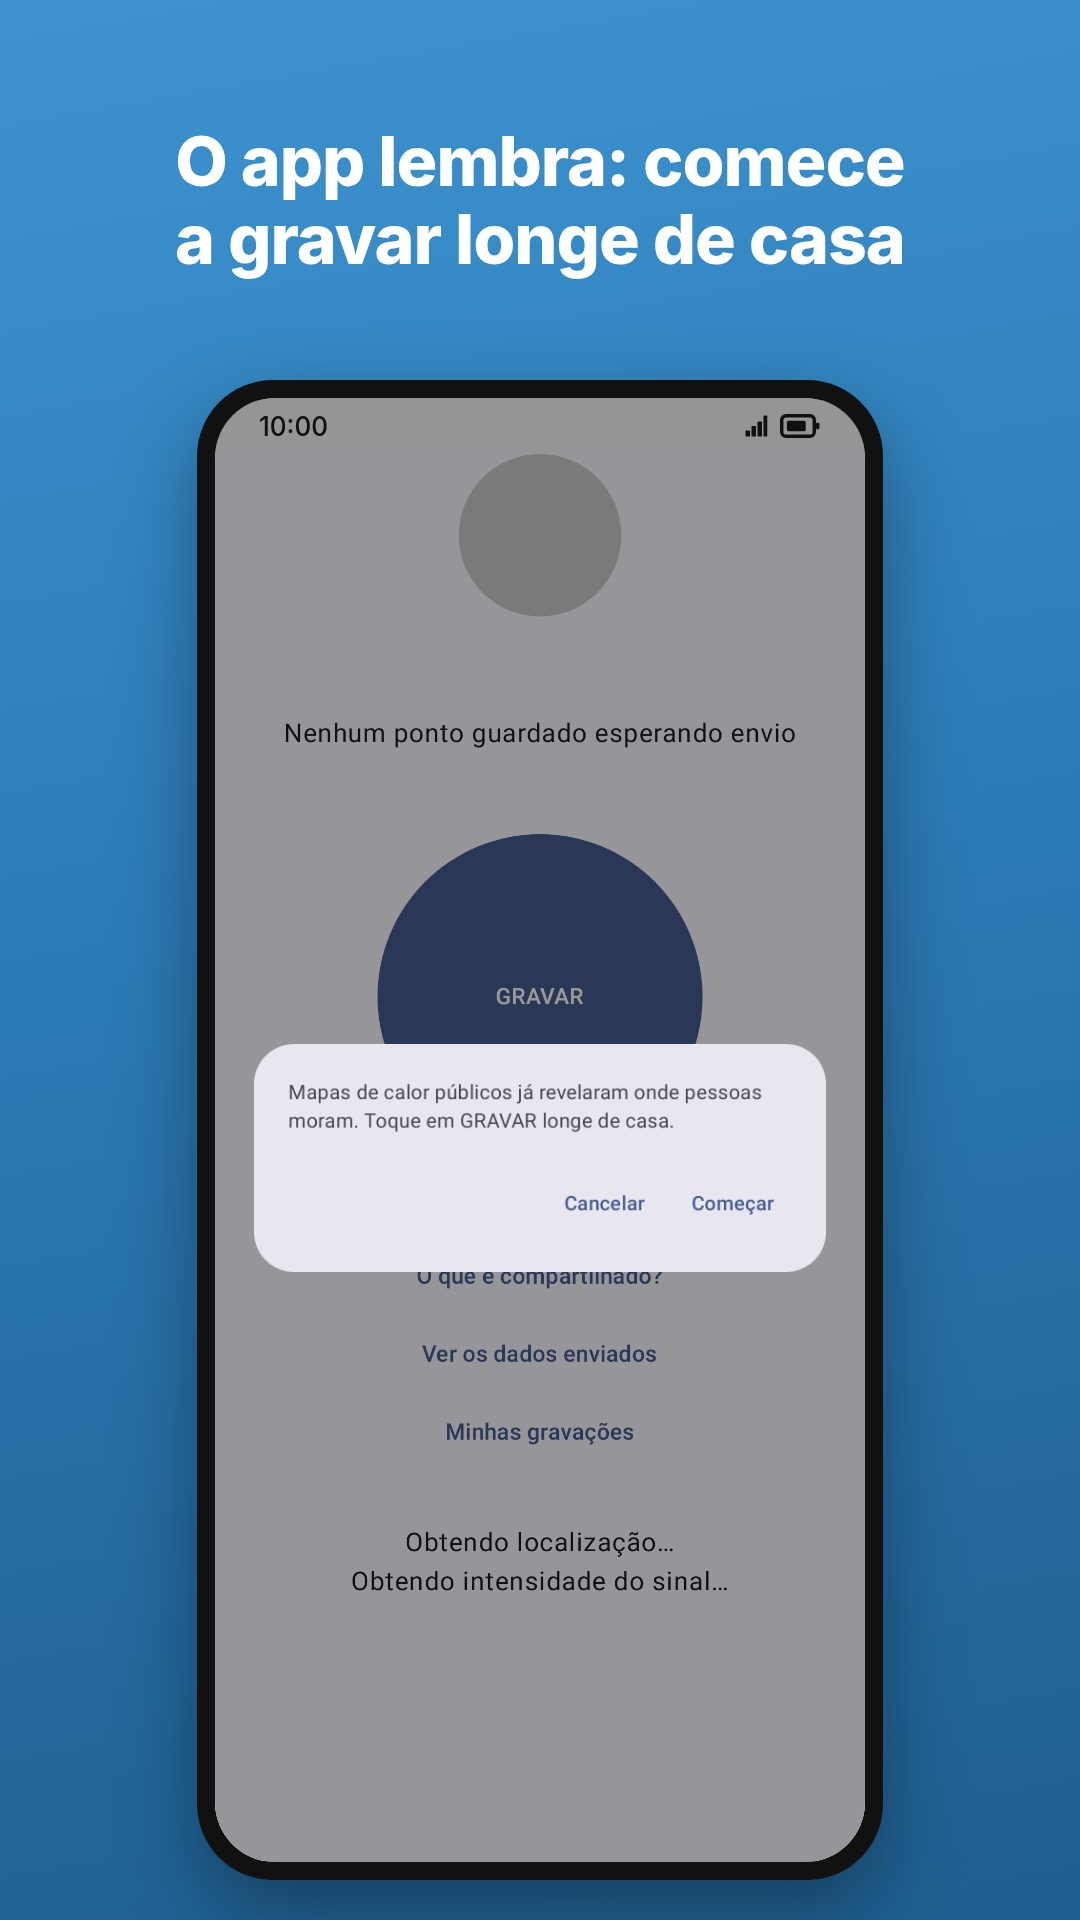 O app lembra: comece
a gravar longe de casa
10:00
Nenhum ponto guardado esperando envio
GRAVAR
Mapas de calor públicos já revelaram onde pessoas
moram. Toque em GRAVAR longe de casa.
Cancelar Começar
O que é compartilhado?
Ver os dados enviados
Minhas gravações
Obtendo localização…
Obtendo intensidade do sinal…